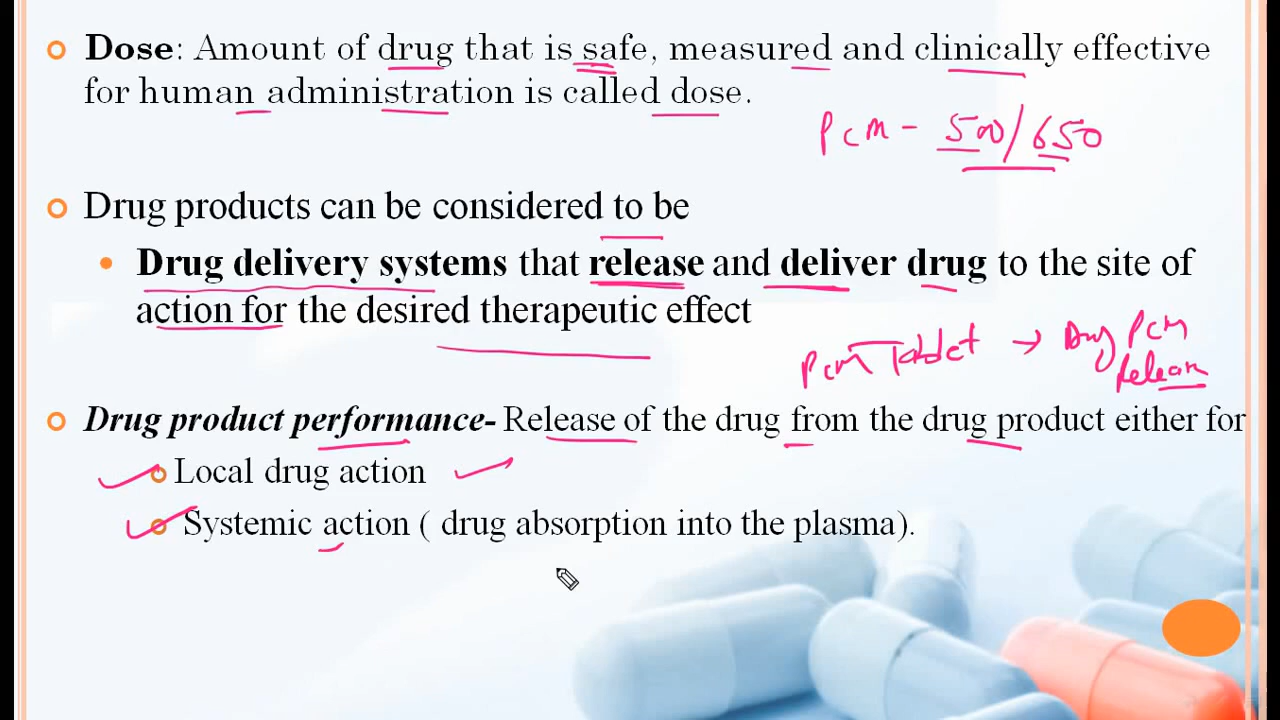 Dose: Amount of drug that is safe, measured and clinically effective
for human administration is called dose.
Pcm - 500/650
Drug products can be considered to be
Drug delivery systems that release and deliver drug to the site of
action for the desired therapeutic effect
Pcm Tablet → Drug Pcm
Release
Drug product performance- Release of the drug from the drug product either for
Local drug action
Systemic action ( drug absorption into the plasma).